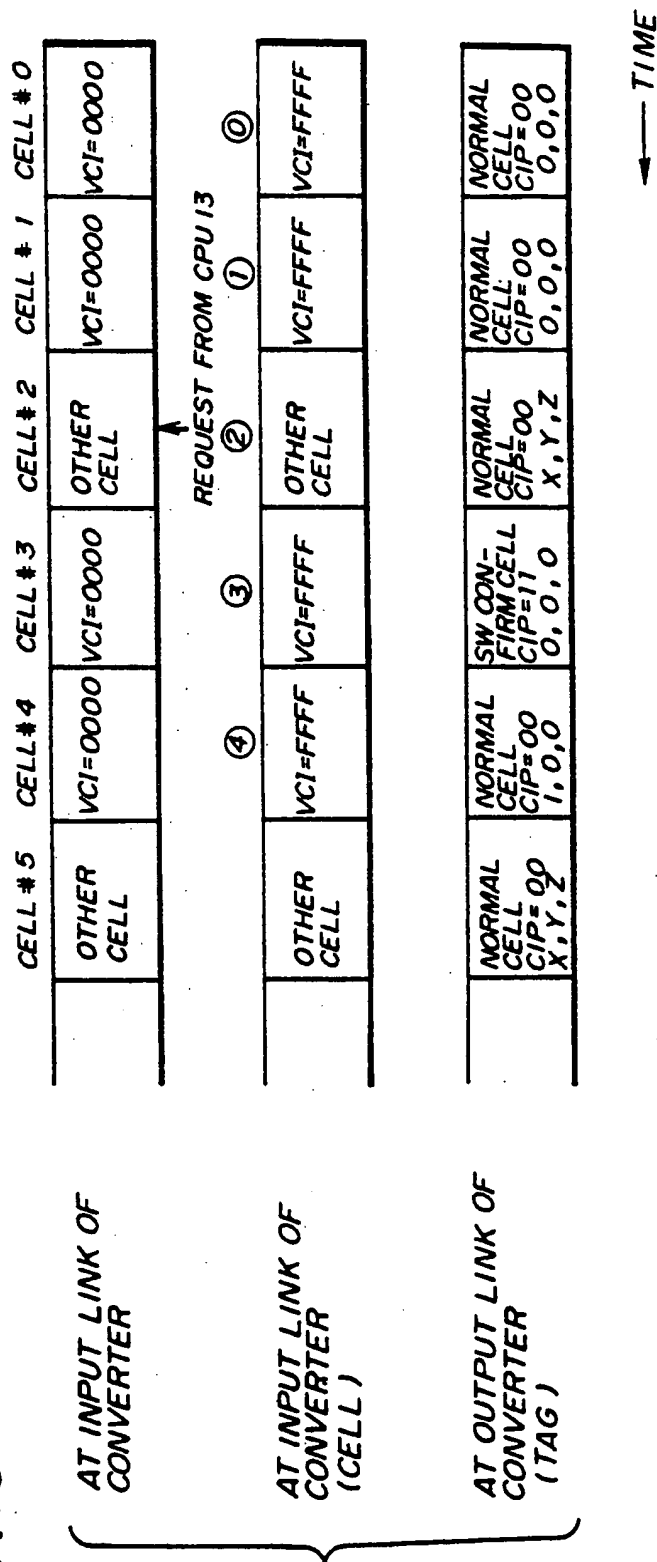 CELL #5 CELL #4 CELL #3 CELL #2 CELL # 1 CELL # 0
AT INPUT LINK OF
CONVERTER
OTHER
CELL
VCI=0000
VCI=0000
OTHER
CELL
VCI=0000
VCI=0000
REQUEST FROM CPU 13
④ ③ ② ① ⓪
AT INPUT LINK OF
CONVERTER
(CELL)
OTHER
CELL
VCI=FFFF
VCI=FFFF
OTHER
CELL
VCI=FFFF
VCI=FFFF
AT OUTPUT LINK OF
CONVERTER
(TAG)
NORMAL
CELL
CIP=00
X,Y,Z
NORMAL
CELL
CIP=00
1,0,0
SW CON-
FIRM CELL
CIP=11
0,0,0
NORMAL
CELL
CIP=00
X,Y,Z
NORMAL
CELL
CIP=00
0,0,0
NORMAL
CELL
CIP=00
0,0,0
TIME